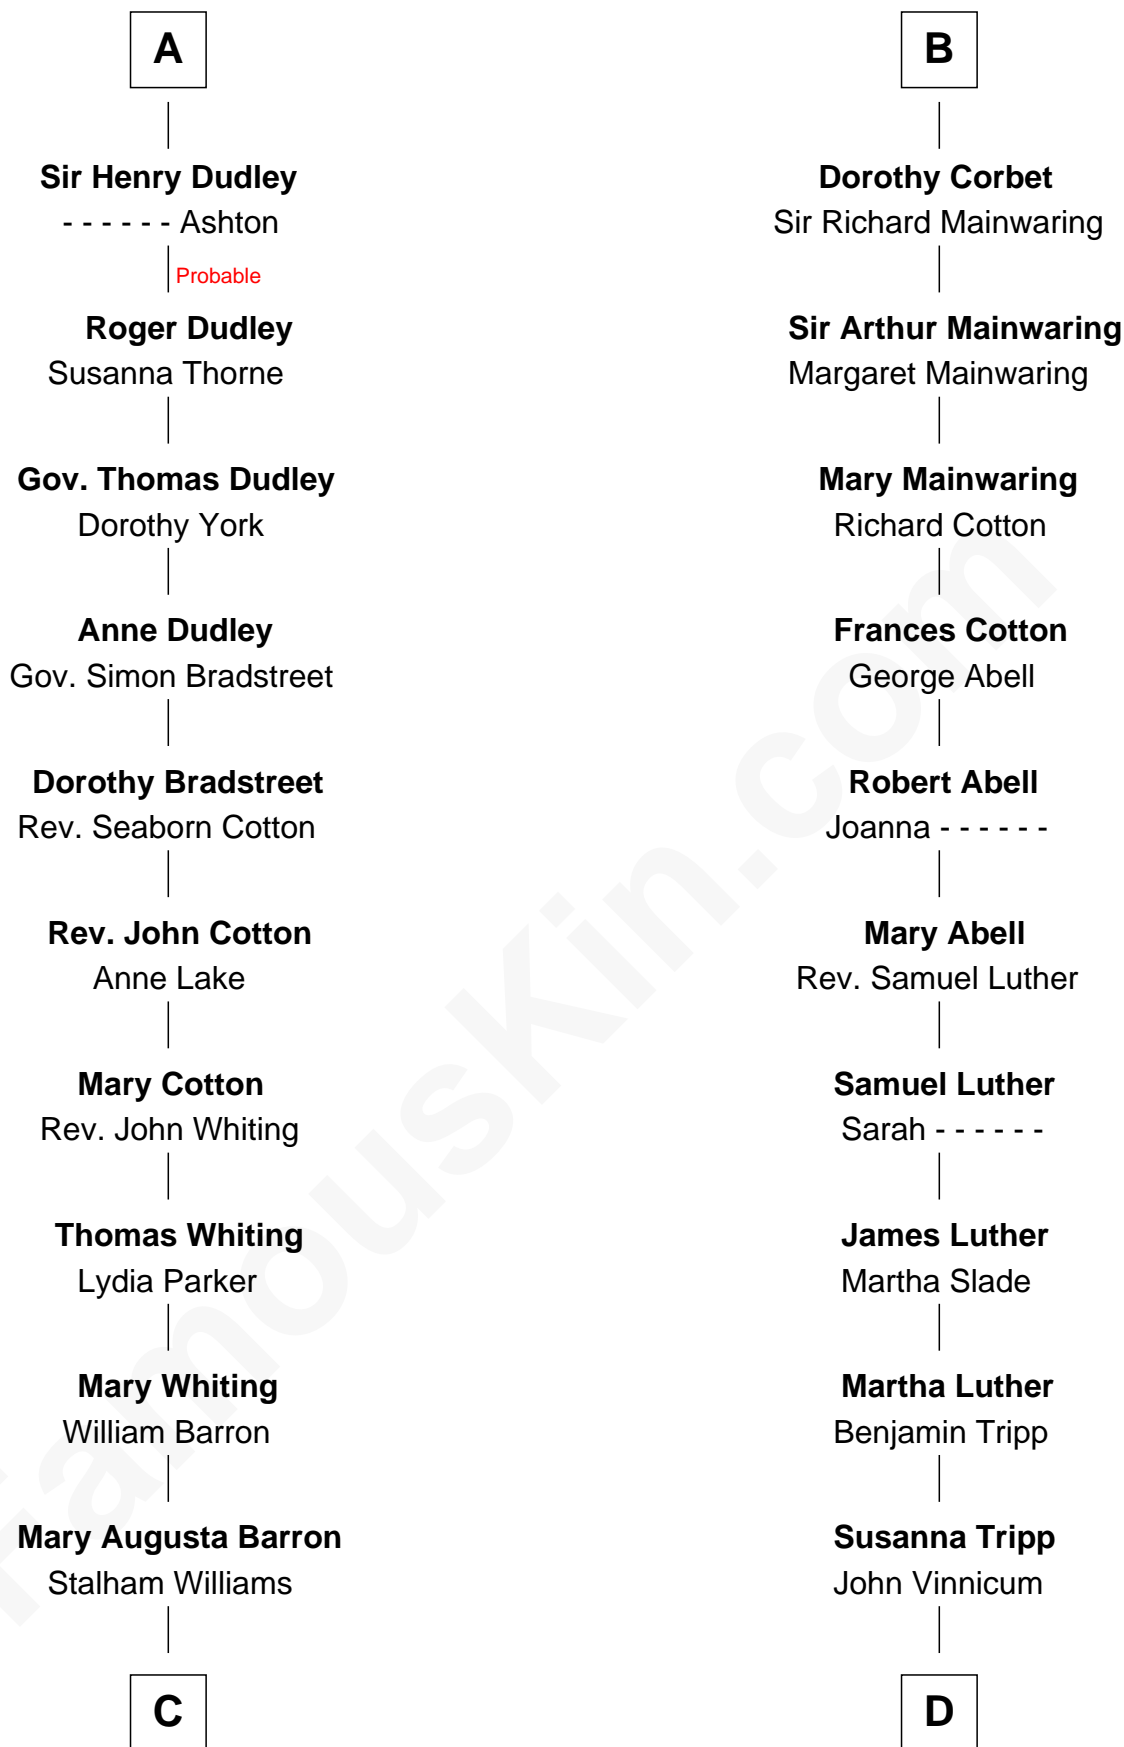 A
Sir Henry Dudley
- - - - - - Ashton
Probable
Roger Dudley
Susanna Thorne
Gov. Thomas Dudley
Dorothy York
Anne Dudley
Gov. Simon Bradstreet
Dorothy Bradstreet
Rev. Seaborn Cotton
Rev. John Cotton
Anne Lake
Mary Cotton
Rev. John Whiting
Thomas Whiting
Lydia Parker
Mary Whiting
William Barron
Mary Augusta Barron
Stalham Williams
C
B
Dorothy Corbet
Sir Richard Mainwaring
Sir Arthur Mainwaring
Margaret Mainwaring
Mary Mainwaring
Richard Cotton
Frances Cotton
George Abell
Robert Abell
Joanna - - - - - -
Mary Abell
Rev. Samuel Luther
Samuel Luther
Sarah - - - - - -
James Luther
Martha Slade
Martha Luther
Benjamin Tripp
Susanna Tripp
John Vinnicum
D
FamousKin.com